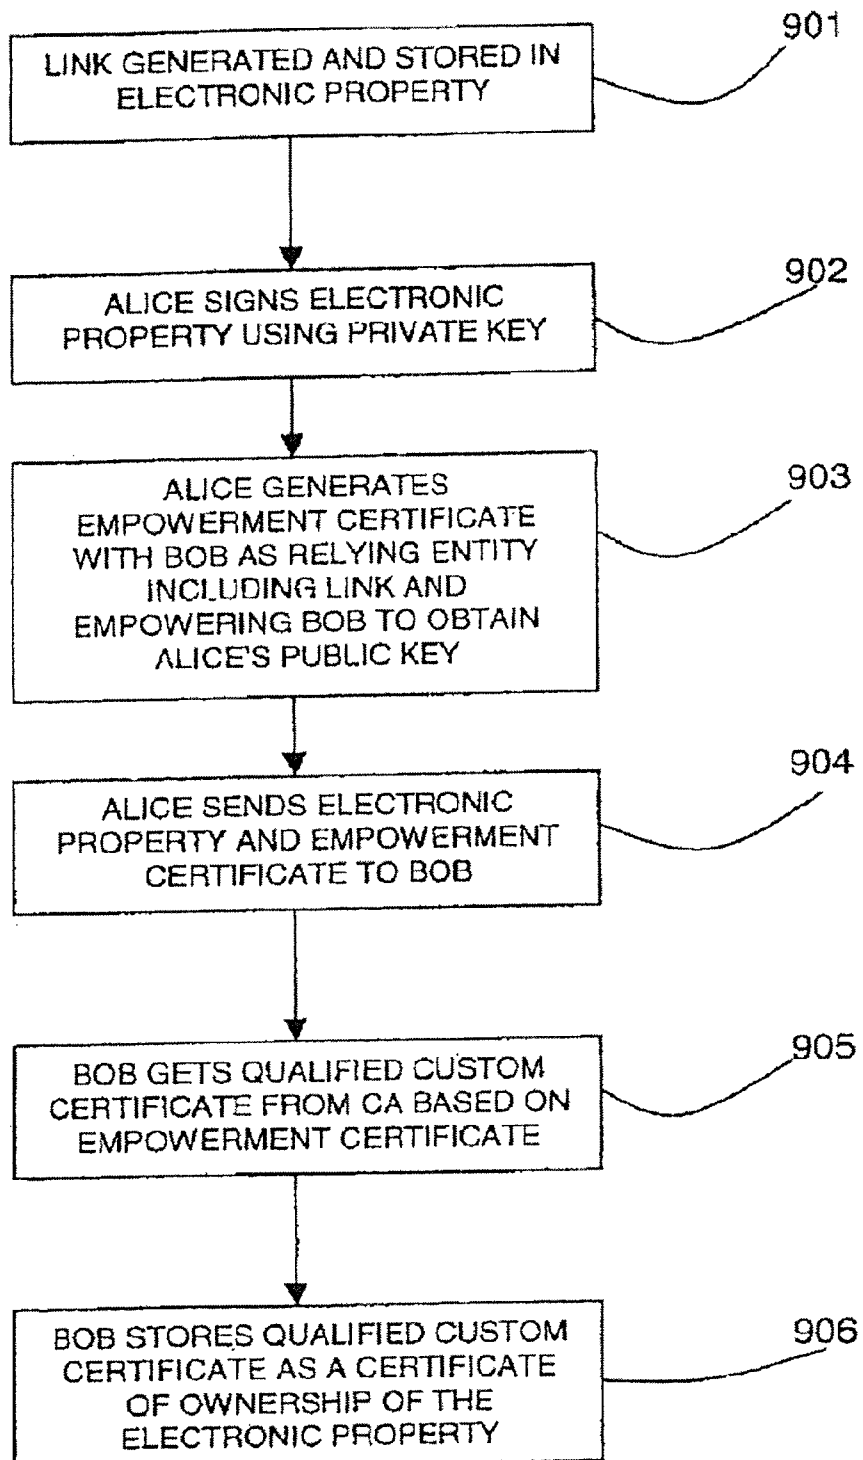 901
LINK GENERATED AND STORED IN
ELECTRONIC PROPERTY
902
ALICE SIGNS ELECTRONIC
PROPERTY USING PRIVATE KEY
903
ALICE GENERATES
EMPOWERMENT CERTIFICATE
WITH BOB AS RELYING ENTITY
INCLUDING LINK AND
EMPOWERING BOB TO OBTAIN
ALICE'S PUBLIC KEY
904
ALICE SENDS ELECTRONIC
PROPERTY AND EMPOWERMENT
CERTIFICATE TO BOB
905
BOB GETS QUALIFIED CUSTOM
CERTIFICATE FROM CA BASED ON
EMPOWERMENT CERTIFICATE
906
BOB STORES QUALIFIED CUSTOM
CERTIFICATE AS A CERTIFICATE
OF OWNERSHIP OF THE
ELECTRONIC PROPERTY